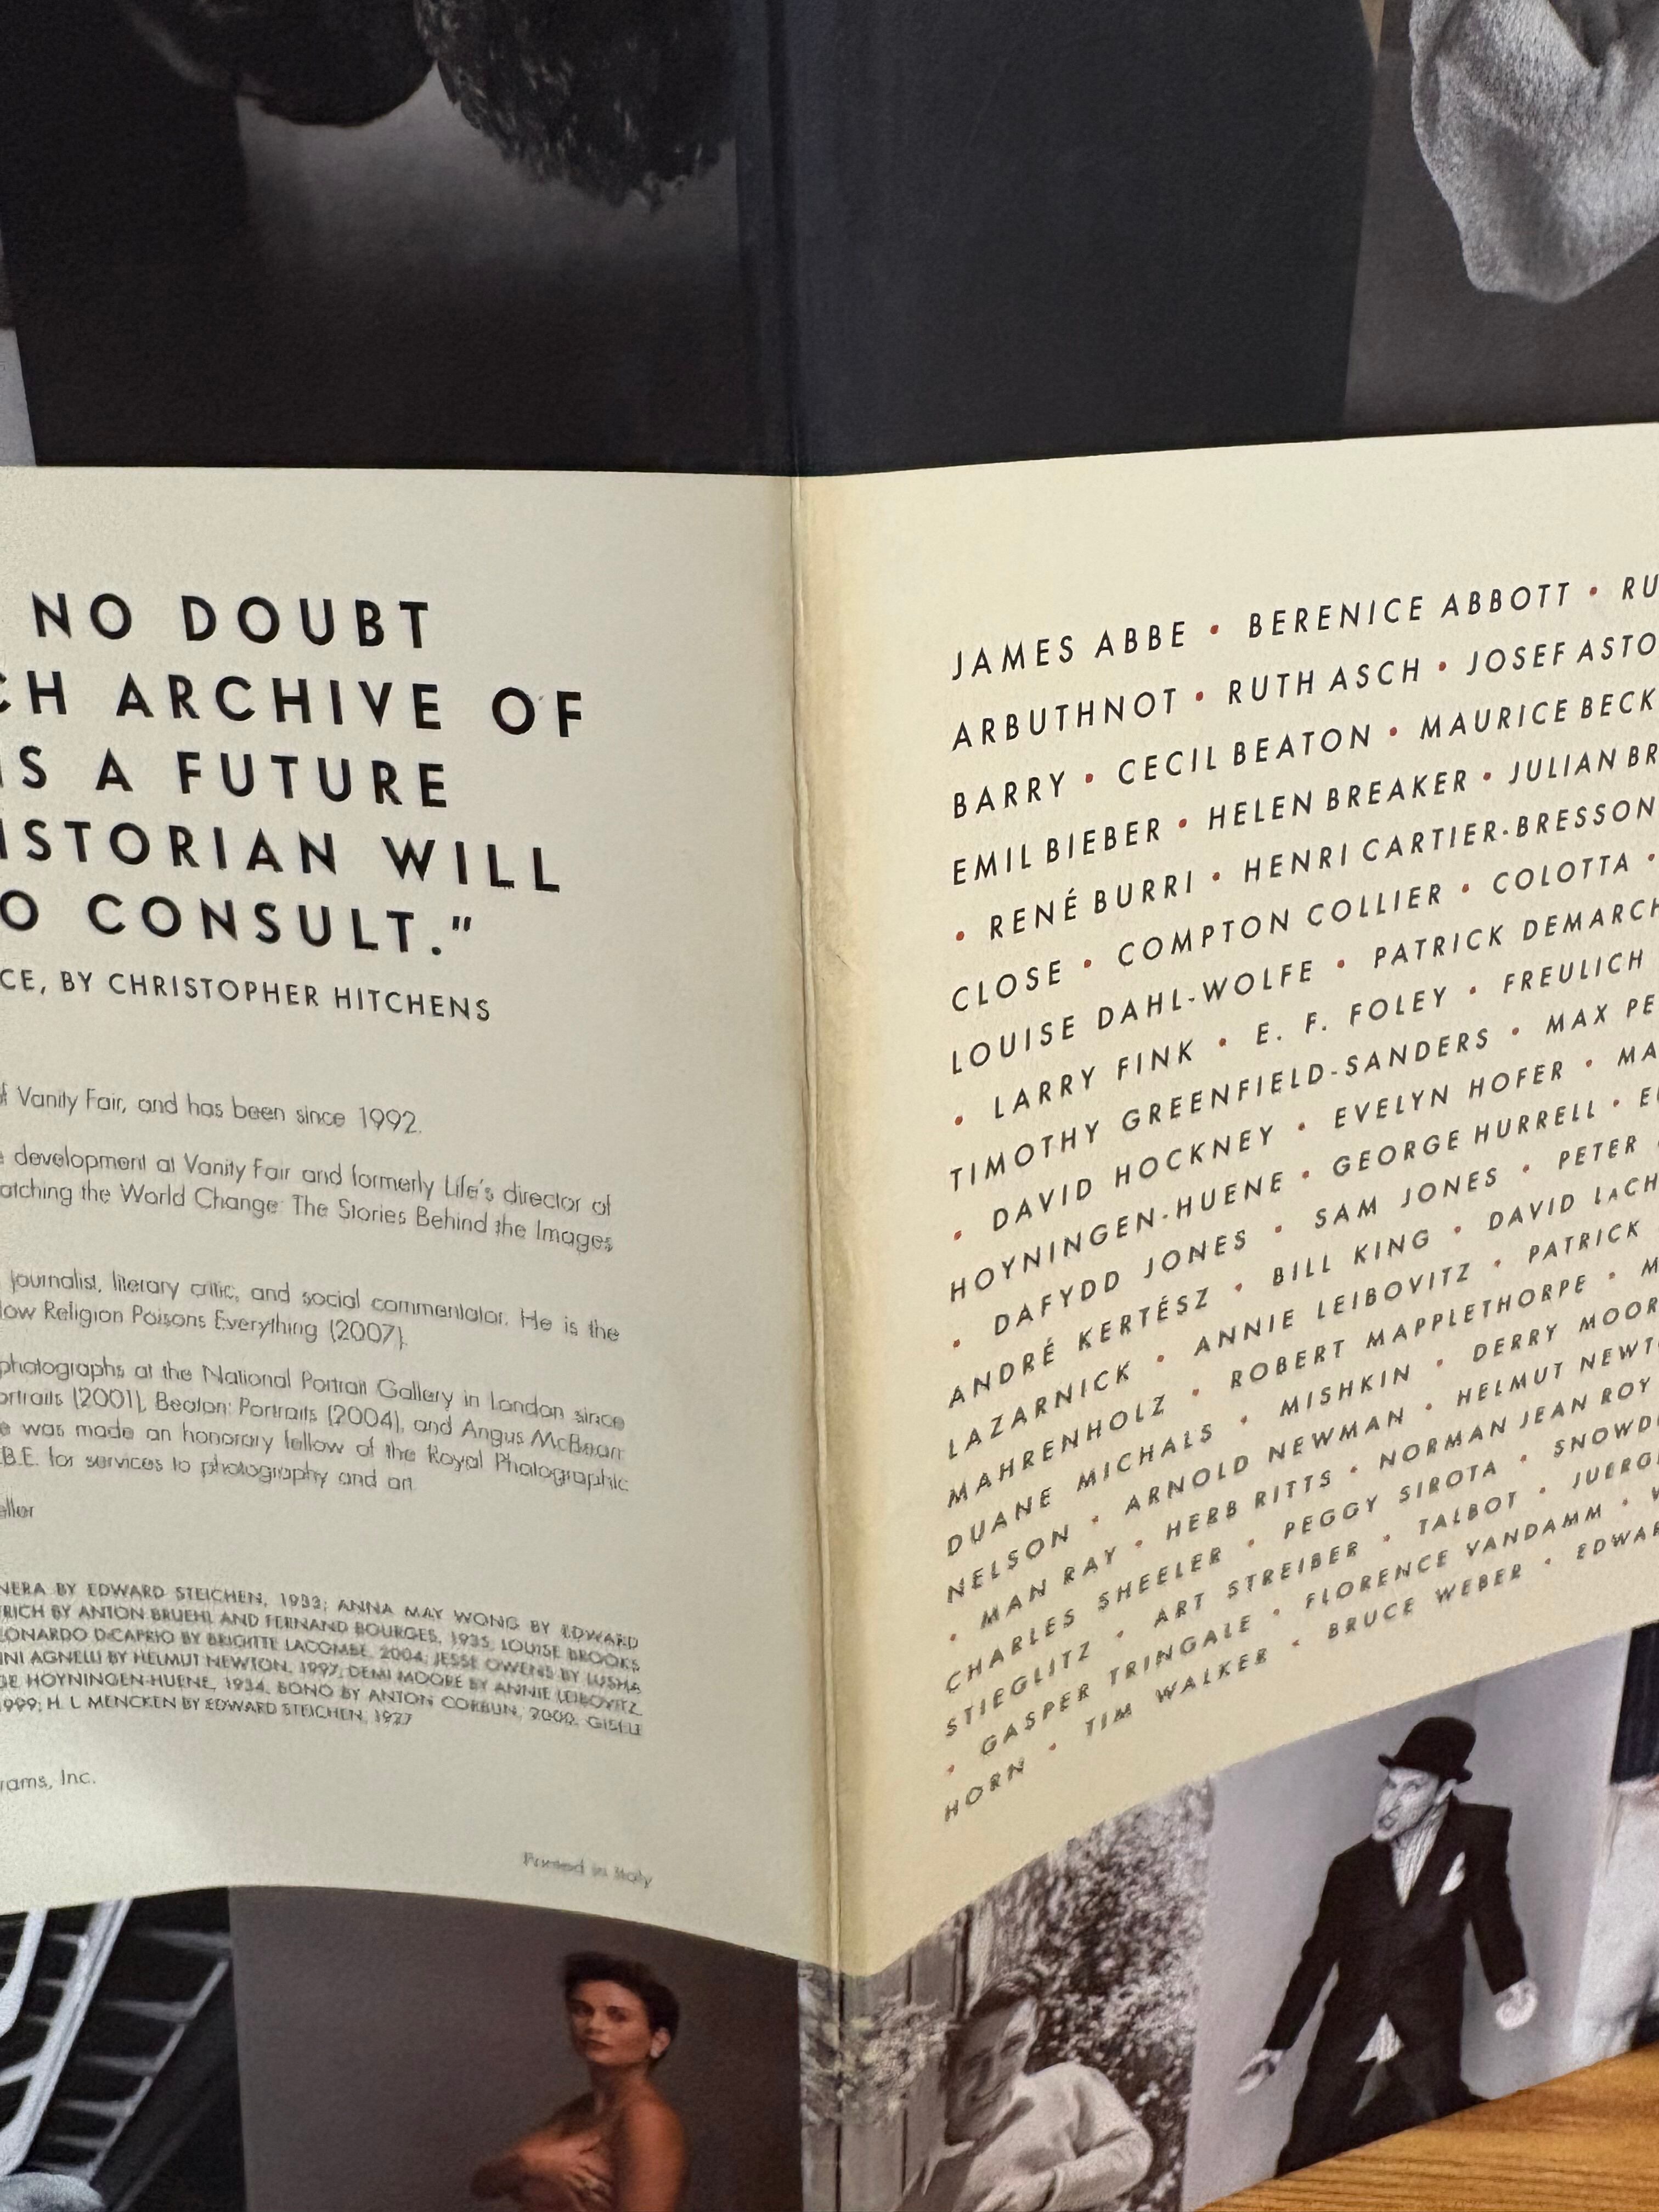 NO DOUBT
CH ARCHIVE OF
IS A FUTURE
ISTORIAN WILL
O CONSULT."
CE, BY CHRISTOPHER HITCHENS
of Vanity Fair, and has been since 1992.
e development at Vanity Fair and formerly Life's director of
atching the World Change: The Stories Behind the Images
journalist, literary critic, and social commentator. He is the
How Religion Poisons Everything (2007).
photographs at the National Portrait Gallery in London since
ortraits (2001), Beaton: Portraits (2004), and Angus McBean:
e was made an honorary fellow of the Royal Photographic
B.E. for services to photography and art.
eller
NERA BY EDWARD STEICHEN, 1933; ANNA MAY WONG BY EDWARD
RICH BY ANTON BRUEHL AND FERNAND BOURGES, 1935; LOUISE BROOKS
LEONARDO DiCAPRIO BY BRIGITTE LACOMBE, 2004; JESSE OWENS BY LUSHA
NNI AGNELLI BY HELMUT NEWTON, 1997; DEMI MOORE BY ANNIE LEIBOVITZ,
GE HOYNINGEN-HUENE, 1934; BONO BY ANTON CORBIJN, 2000; GISELE
1999; H. L. MENCKEN BY EDWARD STEICHEN, 1927
rams, Inc.
Printed in Italy
JAMES ABBE • BERENICE ABBOTT • RU
ARBUTHNOT • RUTH ASCH • JOSEF ASTO
BARRY • CECIL BEATON • MAURICE BECK
EMIL BIEBER • HELEN BREAKER • JULIAN BR
• RENÉ BURRI • HENRI CARTIER-BRESSON
CLOSE • COMPTON COLLIER • COLOTTA •
LOUISE DAHL-WOLFE • PATRICK DEMARCH
• LARRY FINK • E. F. FOLEY • FREULICH
TIMOTHY GREENFIELD-SANDERS • MAX PE
• DAVID HOCKNEY • EVELYN HOFER • MA
HOYNINGEN-HUENE • GEORGE HURRELL • EU
• DAFYDD JONES • SAM JONES • PETER
ANDRÉ KERTÉSZ • BILL KING • DAVID LaCH
LAZARNICK • ANNIE LEIBOVITZ • PATRICK
MAHRENHOLZ • ROBERT MAPPLETHORPE • M
DUANE MICHALS • MISHKIN • DERRY MOOR
NELSON • ARNOLD NEWMAN • HELMUT NEWTO
• MAN RAY • HERB RITTS • NORMAN JEAN ROY
CHARLES SHEELER • PEGGY SIROTA • SNOWD
STIEGLITZ • ART STREIBER • TALBOT • JUERGE
• GASPER TRINGALE • FLORENCE VANDAMM • W
HORN • TIM WALKER • BRUCE WEBER • EDWAR